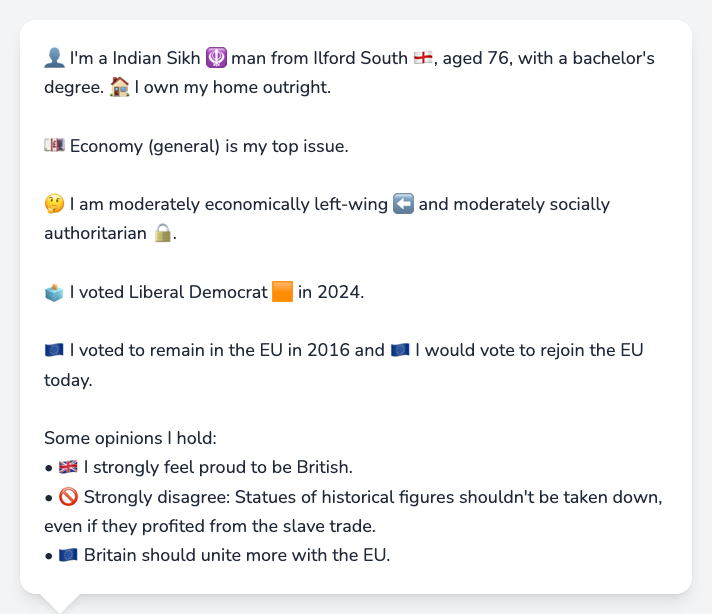 👤 I'm a Indian Sikh 🪯 man from Ilford South 🏴󠁧󠁢󠁥󠁮󠁧󠁿, aged 76, with a bachelor's
degree. 🏠 I own my home outright.
💷 Economy (general) is my top issue.
🤔 I am moderately economically left-wing ⬅️ and moderately socially
authoritarian 🔒.
🗳️ I voted Liberal Democrat 🟧 in 2024.
🇪🇺 I voted to remain in the EU in 2016 and 🇪🇺 I would vote to rejoin the EU
today.
Some opinions I hold:
• 🇬🇧 I strongly feel proud to be British.
• 🚫 Strongly disagree: Statues of historical figures shouldn't be taken down,
even if they profited from the slave trade.
• 🇪🇺 Britain should unite more with the EU.